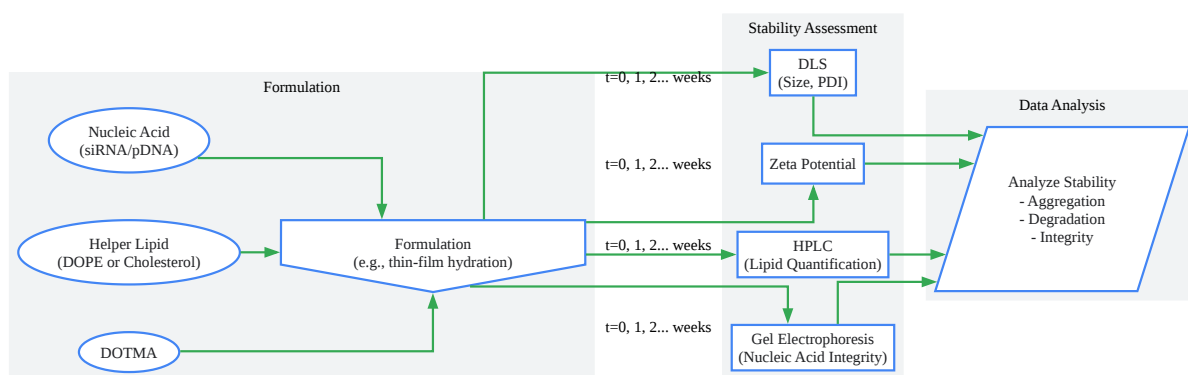 Formulation
Nucleic Acid
(siRNA/pDNA)
Helper Lipid
(DOPE or Cholesterol)
DOTMA
Formulation
(e.g., thin-film hydration)
t=0, 1, 2... weeks
t=0, 1, 2... weeks
t=0, 1, 2... weeks
t=0, 1, 2... weeks
Stability Assessment
DLS
(Size, PDI)
Zeta Potential
HPLC
(Lipid Quantification)
Gel Electrophoresis
(Nucleic Acid Integrity)
Data Analysis
Analyze Stability
- Aggregation
- Degradation
- Integrity